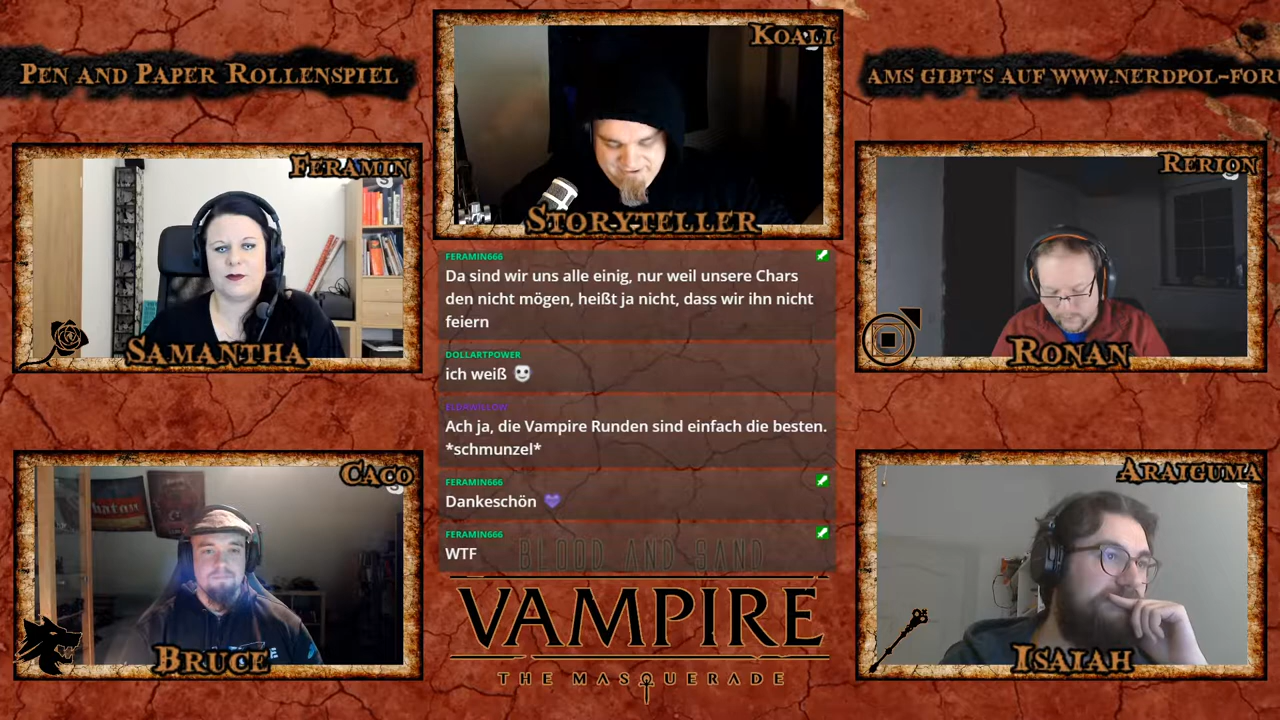 KOALI
PEN AND PAPER ROLLENSPIEL
AMS GIBT'S AUF WWW.NERDPOL-FOR
STORYTELLER
FERAMIN
SAMANTHA
RERION
RONAN
FERAMIN666
Da sind wir uns alle einig, nur weil unsere Chars
den nicht mögen, heißt ja nicht, dass wir ihn nicht
feiern
DOLLARTPOWER
ich weiß
Ach ja, die Vampire Runden sind einfach die besten.
*schmunzel*
FERAMIN666
Dankeschön
FERAMIN666
WTF
BLOOD AND SAND
VAMPIRE
THE MASQUERADE
CACO
BRUCE
ARAIGUMA
ISAIAH